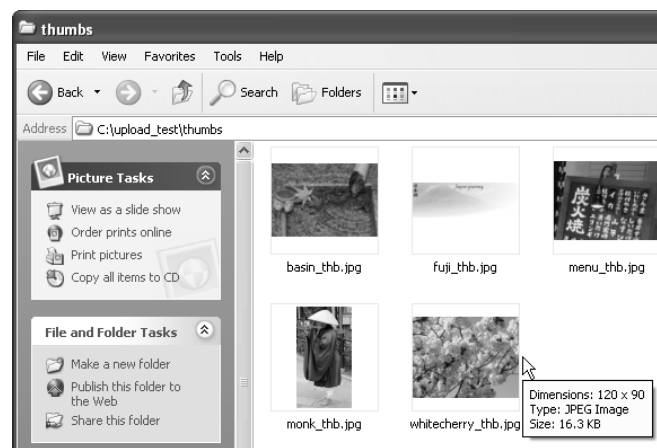 thumbs
File Edit View Favorites Tools Help
Back Search Folders
Address C:\upload_test\thumbs
Picture Tasks
View as a slide show
Order prints online
Print pictures
Copy all items to CD
File and Folder Tasks
Make a new folder
Publish this folder to
the Web
Share this folder
basin_thb.jpg fuji_thb.jpg menu_thb.jpg
炭火焼
monk_thb.jpg whitecherry_thb.jpg
Dimensions: 120 x 90
Type: JPEG Image
Size: 16.3 KB